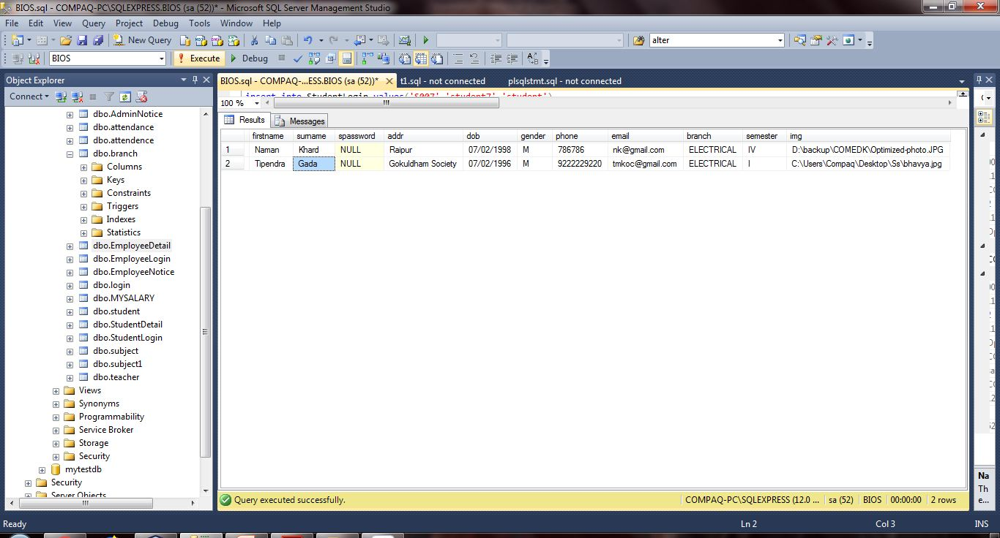 BIOS.sql - COMPAQ-PC\SQLEXPRESS.BIOS (sa (52))* - Microsoft SQL Server Management Studio
File Edit View Query Project Debug Tools Window Help
New Query alter
BIOS Execute Debug
Object Explorer
Connect
dbo.AdminNotice
dbo.attendance
dbo.attendence
dbo.branch
Columns
Keys
Constraints
Triggers
Indexes
Statistics
dbo.EmployeeDetail
dbo.EmployeeLogin
dbo.EmployeeNotice
dbo.login
dbo.MYSALARY
dbo.student
dbo.StudentDetail
dbo.StudentLogin
dbo.subject
dbo.subject1
dbo.teacher
Views
Synonyms
Programmability
Service Broker
Storage
Security
mytestdb
Security
Server Objects
BIOS.sql - COMPAQ-...ESS.BIOS (sa (52))* t1.sql - not connected plsqlstmt.sql - not connected
insert into StudentLogin values('S007','student7','student')
100 %
Results Messages
firstname surname spassword addr dob gender phone email branch semester img
1 Naman Khard NULL Raipur 07/02/1998 M 786786 nk@gmail.com ELECTRICAL IV D:\backup\COMEDK\Optimized-photo.JPG
2 Tipendra Gada NULL Gokuldham Society 07/02/1996 M 9222229220 tmkoc@gmail.com ELECTRICAL I C:\Users\Compaq\Desktop\Ss\bhavya.jpg
Query executed successfully. COMPAQ-PC\SQLEXPRESS (12.0 ... sa (52) BIOS 00:00:00 2 rows
Na
Th
e...
Ready Ln 2 Col 3 INS